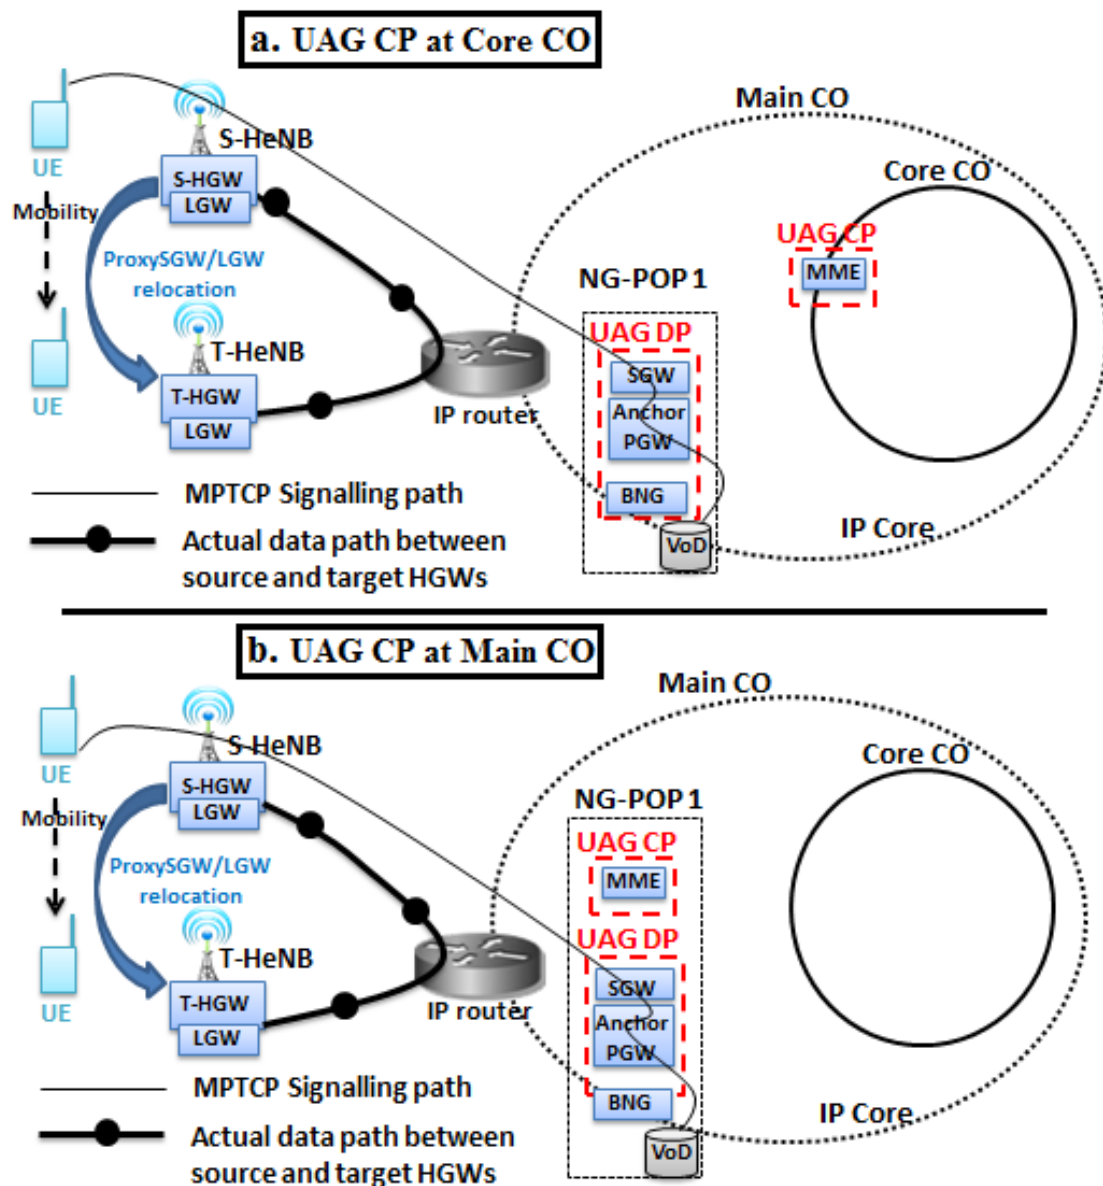 a. UAG CP at Core CO
Main CO
S-HeNB
Core CO
UE
S-HGW
LGW
Mobility
UAG CP
MME
ProxySGW/LGW
relocation
NG-POP 1
UAG DP
T-HeNB
SGW
UE
T-HGW
IP router
Anchor
PGW
LGW
MPTCP Signalling path
BNG
IP Core
VoD
Actual data path between
source and target HGWs
b. UAG CP at Main CO
Main CO
S-HeNB
Core CO
UE
S-HGW
LGW
NG-POP 1
Mobility
UAG CP
ProxySGW/LGW
relocation
MME
UAG DP
T-HeNB
SGW
UE
T-HGW
IP router
Anchor
LGW
PGW
MPTCP Signalling path
BNG
IP Core
Actual data path between
VoD
source and target HGWs